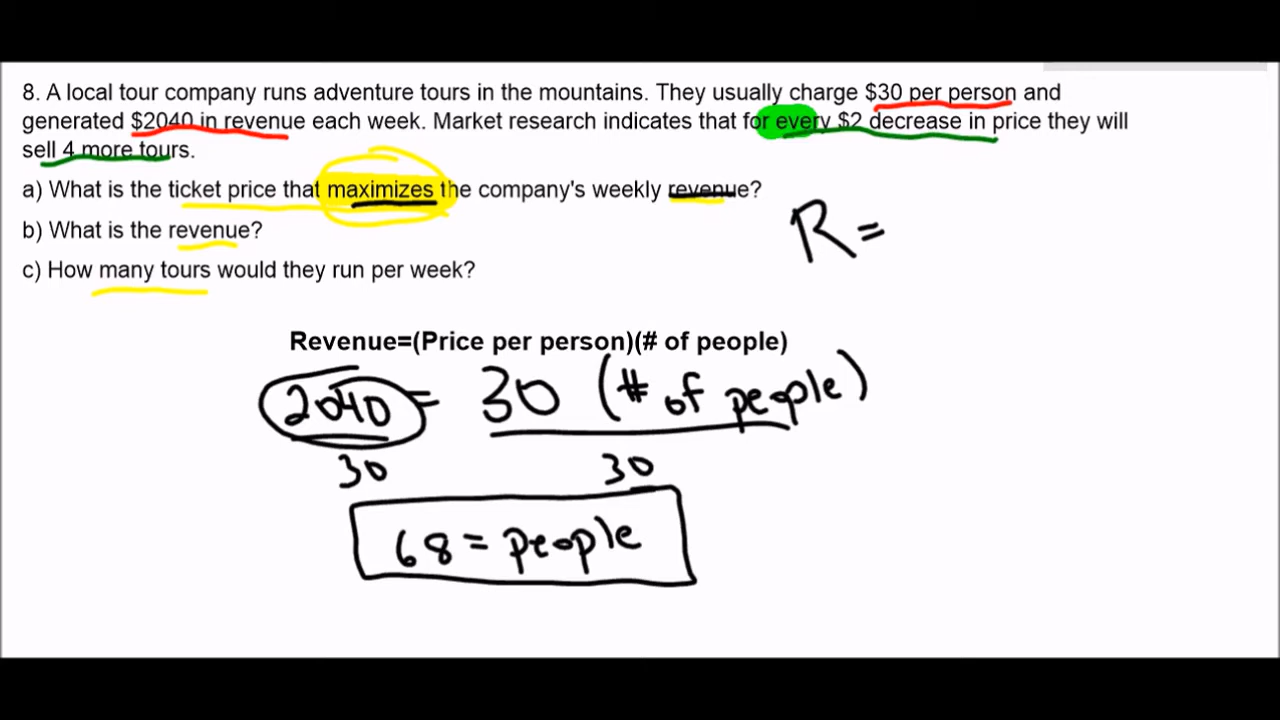 8. A local tour company runs adventure tours in the mountains. They usually charge $30 per person and
generated $2040 in revenue each week. Market research indicates that for every $2 decrease in price they will
sell 4 more tours.
a) What is the ticket price that maximizes the company's weekly revenue?
b) What is the revenue?
c) How many tours would they run per week?
R =
Revenue=(Price per person)(# of people)
2040 = 30 (# of people)
30 30
68 = people